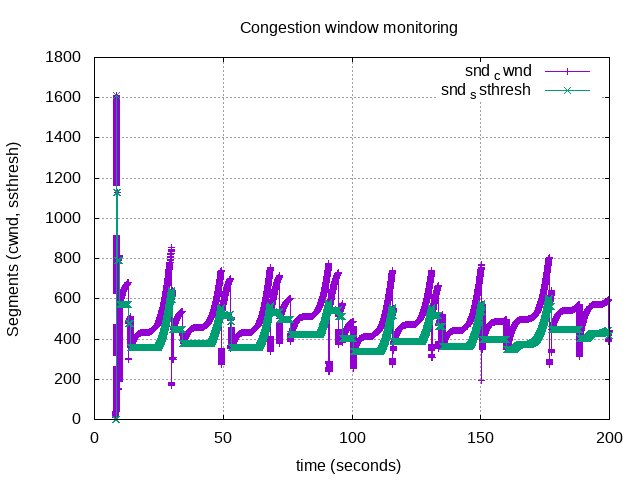 Congestion window monitoring
1800
1600
1400
1200
1000
800
600
400
200
0
0 50 100 150 200
Segments (cwnd, ssthresh)
time (seconds)
snd_cwnd
snd_ssthresh